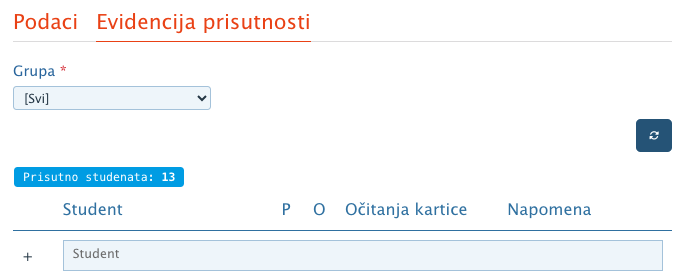 Podaci Evidencija prisutnosti
Grupa *
[Svi]
Prisutno studenata: 13
Student P O Očitanja kartice Napomena
+ Student